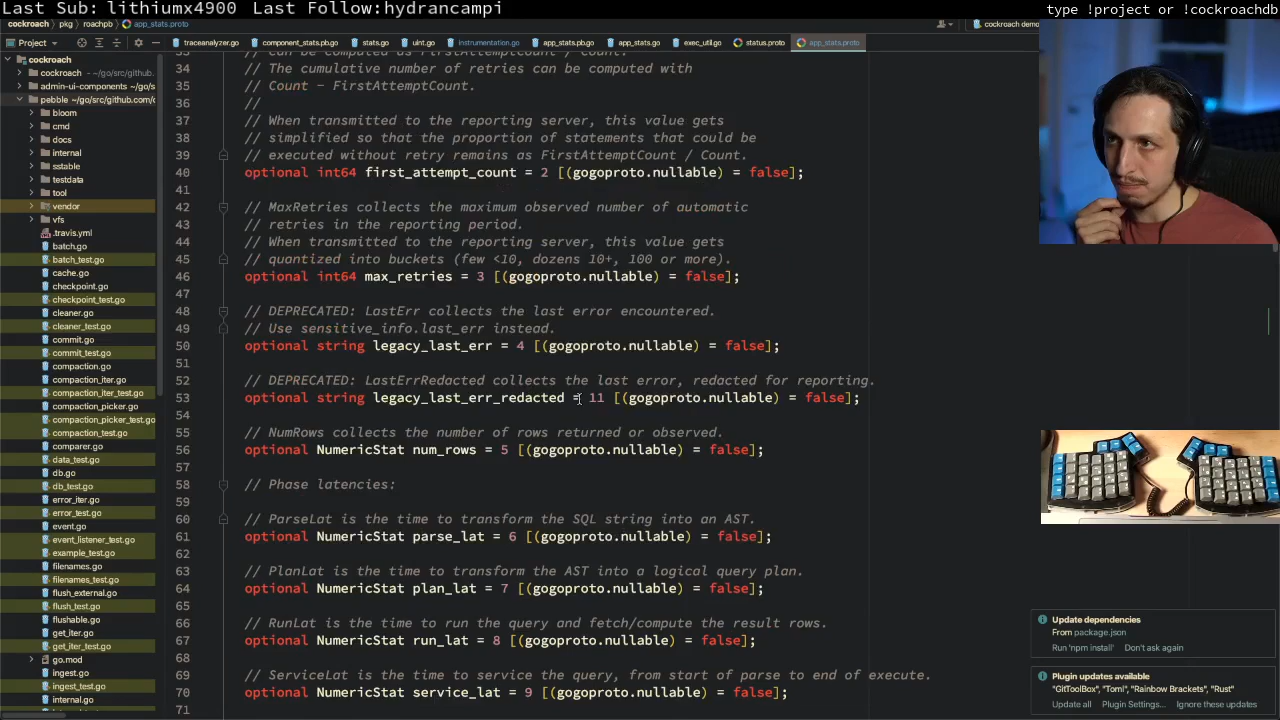 Last Sub: lithiumx4900 Last Follow:hydrancampi
type !project or !cockroachdb
cockroach › pkg › roachpb › app_stats.proto
cockroach demo
Project
traceanalyzer.go
component_stats.pb.go
stats.go
uint.go
instrumentation.go
app_stats.pb.go
app_stats.go
exec_util.go
status.proto
app_stats.proto
cockroach
cockroach ~/go/src/github.
admin-ui-components ~/go/s
pebble ~/go/src/github.com/c
bloom
cmd
docs
internal
sstable
testdata
tool
vendor
vfs
.travis.yml
batch.go
batch_test.go
cache.go
checkpoint.go
checkpoint_test.go
cleaner.go
cleaner_test.go
commit.go
commit_test.go
compaction.go
compaction_iter.go
compaction_iter_test.go
compaction_picker.go
compaction_picker_test.go
compaction_test.go
comparer.go
data_test.go
db.go
db_test.go
error_iter.go
error_test.go
event.go
event_listener_test.go
example_test.go
filenames.go
filenames_test.go
flush_external.go
flush_test.go
flushable.go
get_iter.go
get_iter_test.go
go.mod
ingest.go
ingest_test.go
internal.go
33 // can be computed as FirstAttemptCount / Count.
34 // The cumulative number of retries can be computed with
35 // Count - FirstAttemptCount.
36 //
37 // When transmitted to the reporting server, this value gets
38 // simplified so that the proportion of statements that could be
39 // executed without retry remains as FirstAttemptCount / Count.
40 optional int64 first_attempt_count = 2 [(gogoproto.nullable) = false];
41
42 // MaxRetries collects the maximum observed number of automatic
43 // retries in the reporting period.
44 // When transmitted to the reporting server, this value gets
45 // quantized into buckets (few <10, dozens 10+, 100 or more).
46 optional int64 max_retries = 3 [(gogoproto.nullable) = false];
47
48 // DEPRECATED: LastErr collects the last error encountered.
49 // Use sensitive_info.last_err instead.
50 optional string legacy_last_err = 4 [(gogoproto.nullable) = false];
51
52 // DEPRECATED: LastErrRedacted collects the last error, redacted for reporting.
53 optional string legacy_last_err_redacted = 11 [(gogoproto.nullable) = false];
54
55 // NumRows collects the number of rows returned or observed.
56 optional NumericStat num_rows = 5 [(gogoproto.nullable) = false];
57
58 // Phase latencies:
59
60 // ParseLat is the time to transform the SQL string into an AST.
61 optional NumericStat parse_lat = 6 [(gogoproto.nullable) = false];
62
63 // PlanLat is the time to transform the AST into a logical query plan.
64 optional NumericStat plan_lat = 7 [(gogoproto.nullable) = false];
65
66 // RunLat is the time to run the query and fetch/compute the result rows.
67 optional NumericStat run_lat = 8 [(gogoproto.nullable) = false];
68
69 // ServiceLat is the time to service the query, from start of parse to end of execute.
70 optional NumericStat service_lat = 9 [(gogoproto.nullable) = false];
71
Update dependencies
From package.json
Run 'npm install' Don't ask again
Plugin updates available
"GitToolBox", "Toml", "Rainbow Brackets", "Rust"
Update all Plugin Settings... Ignore these updates